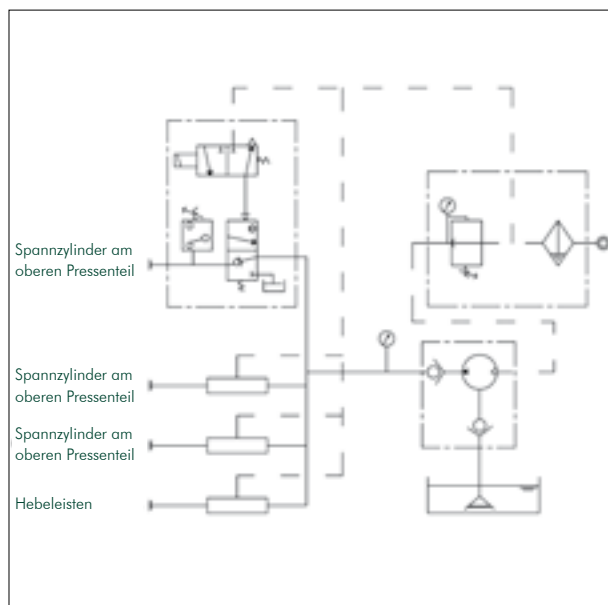 Spannzylinder am
oberen Pressenteil
Spannzylinder am
oberen Pressenteil
Spannzylinder am
oberen Pressenteil
Hebeleisten